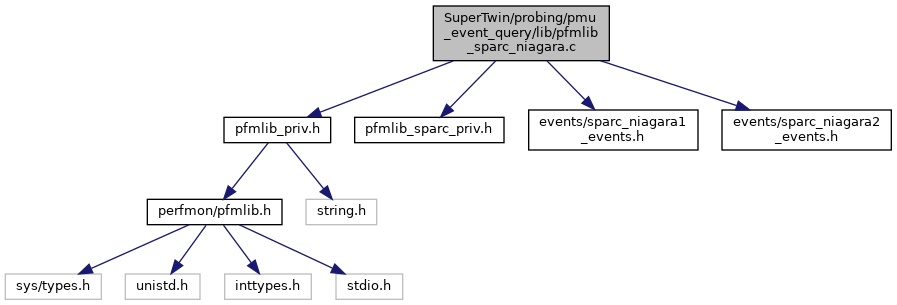 SuperTwin/probing/pmu
_event_query/lib/pfmlib
_sparc_niagara.c
pfmlib_priv.h
pfmlib_sparc_priv.h
events/sparc_niagara1
_events.h
events/sparc_niagara2
_events.h
perfmon/pfmlib.h
string.h
sys/types.h
unistd.h
inttypes.h
stdio.h